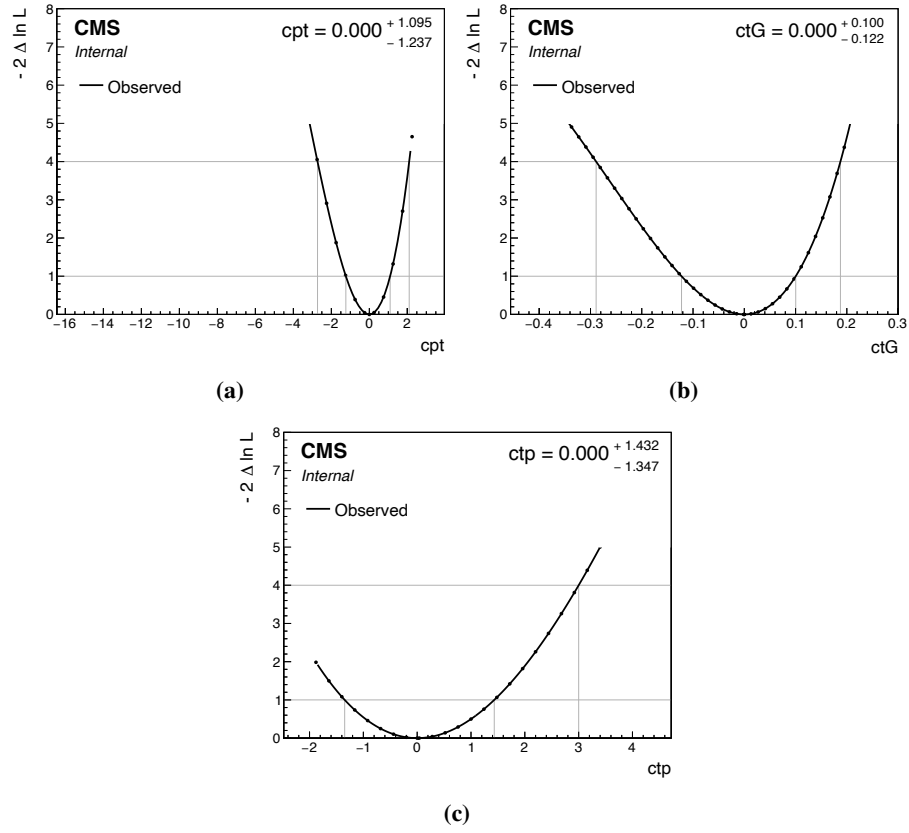 CMS
Internal
cpt = 0.000 + 1.095 − 1.237
Observed
- 2 Δ ln L
8
7
6
5
4
3
2
1
0
−16 −14 −12 −10 −8 −6 −4 −2 0 2
cpt
(a)
CMS
Internal
ctG = 0.000 + 0.100 − 0.122
Observed
- 2 Δ ln L
8
7
6
5
4
3
2
1
0
−0.4 −0.3 −0.2 −0.1 0 0.1 0.2 0.3
ctG
(b)
CMS
Internal
ctp = 0.000 + 1.432 − 1.347
Observed
- 2 Δ ln L
8
7
6
5
4
3
2
1
0
−2 −1 0 1 2 3 4
ctp
(c)